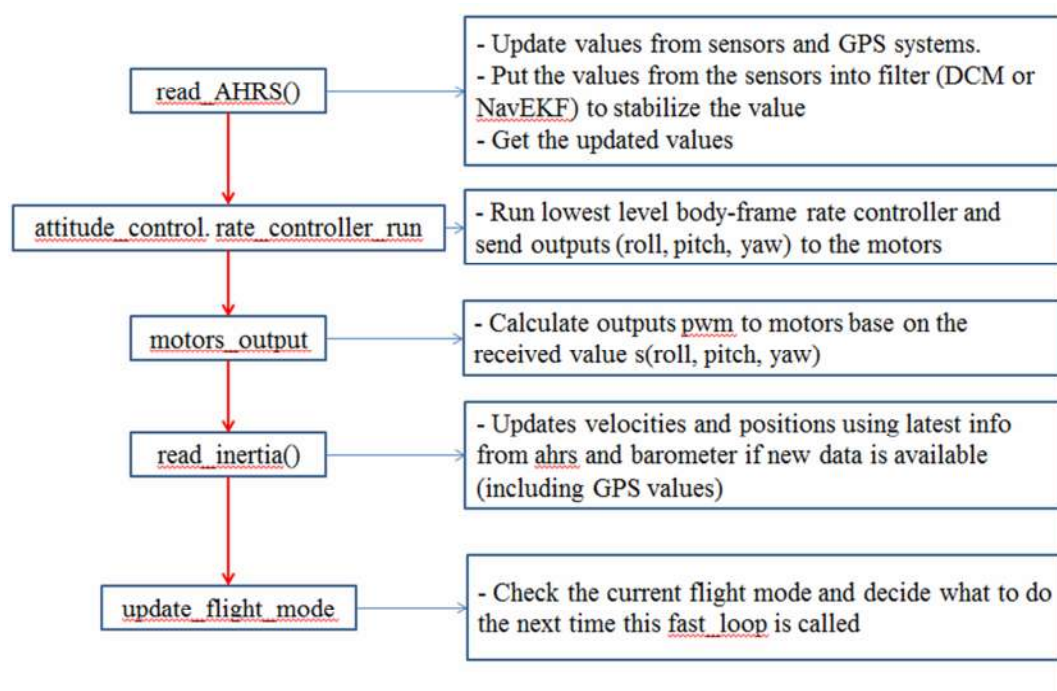 read_AHRS()
- Update values from sensors and GPS systems.
- Put the values from the sensors into filter (DCM or
NavEKF) to stabilize the value
- Get the updated values
attitude_control. rate_controller_run
- Run lowest level body-frame rate controller and
send outputs (roll, pitch, yaw) to the motors
motors_output
- Calculate outputs pwm to motors base on the
received value s(roll, pitch, yaw)
read_inertia()
- Updates velocities and positions using latest info
from ahrs and barometer if new data is available
(including GPS values)
update_flight_mode
- Check the current flight mode and decide what to do
the next time this fast_loop is called